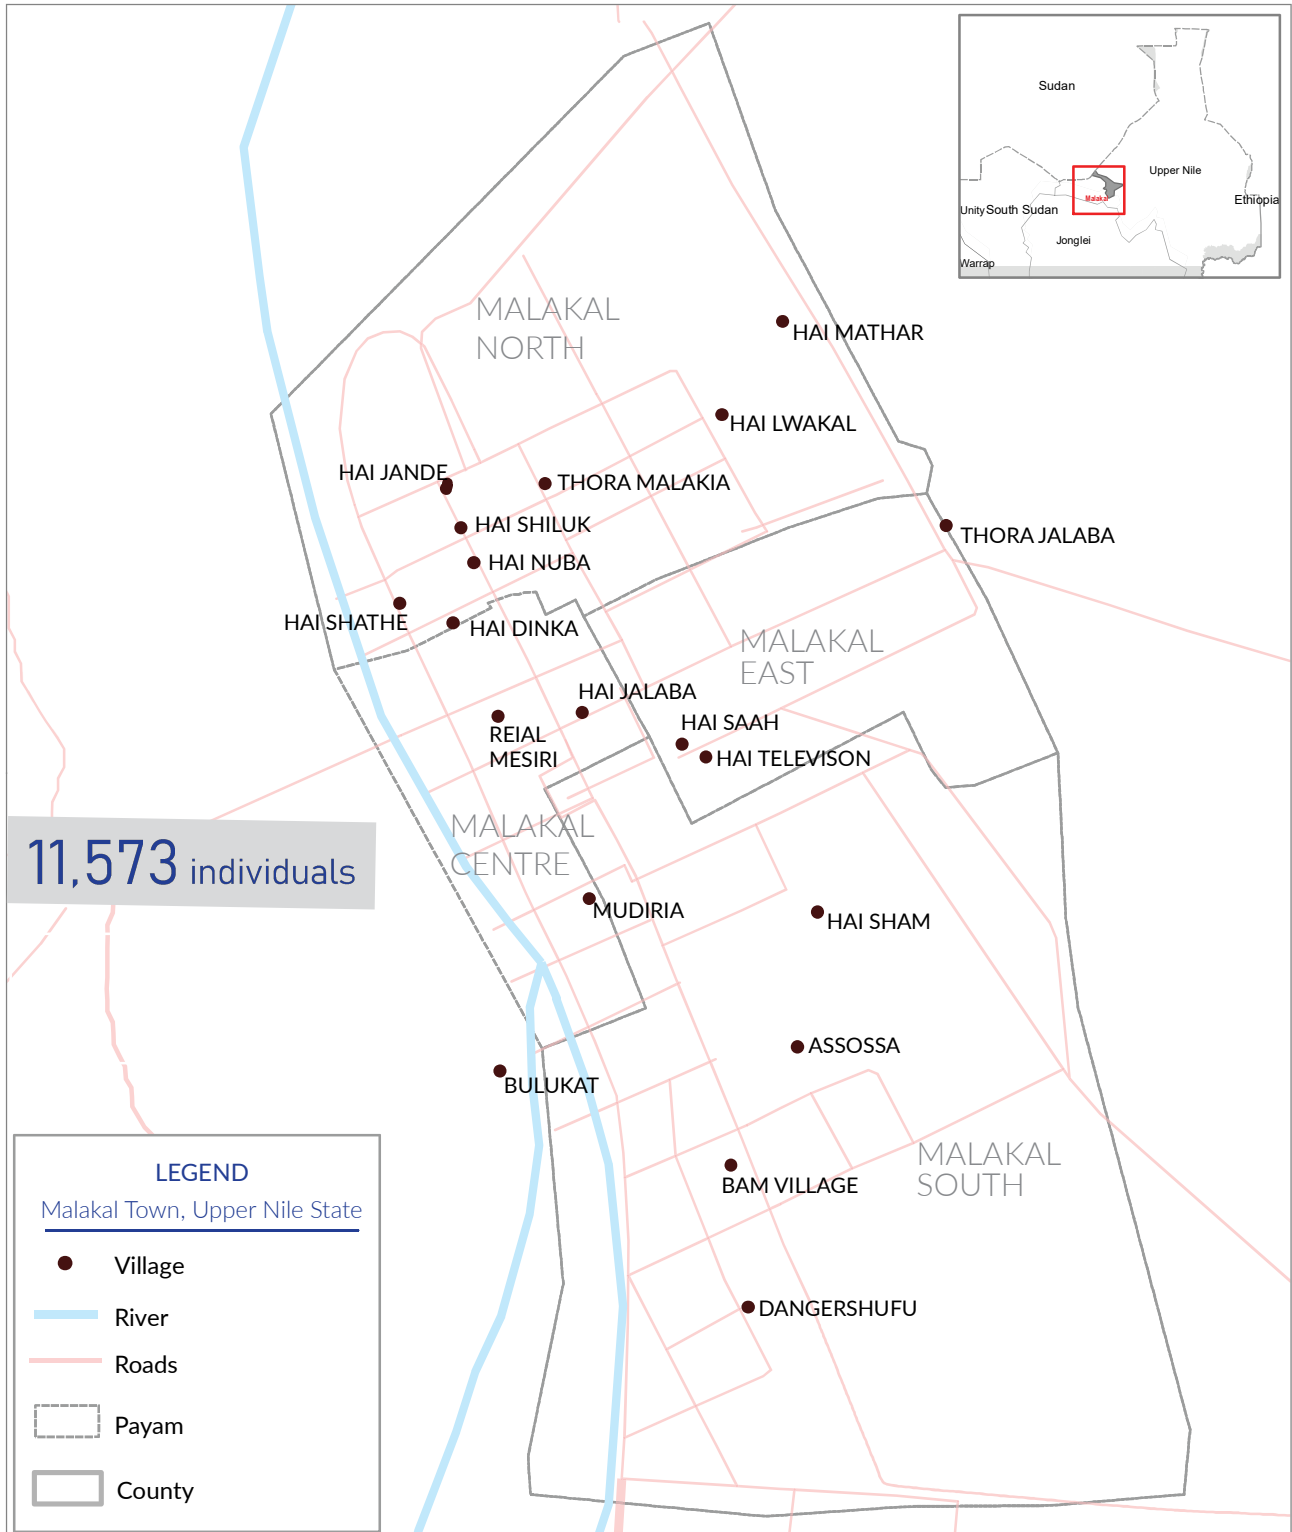 Sudan
Upper Nile
Ethiopia
Malakal
Unity
South Sudan
Jonglei
Warrap
MALAKAL
NORTH
HAI MATHAR
HAI LWAKAL
HAI JANDE
THORA MALAKIA
HAI SHILUK
THORA JALABA
HAI NUBA
HAI SHATHE
HAI DINKA
MALAKAL
EAST
HAI JALABA
HAI SAAH
REIAL
MESIRI
HAI TELEVISON
MALAKAL
CENTRE
11,573 individuals
MUDIRIA
HAI SHAM
ASSOSSA
BULUKAT
MALAKAL
SOUTH
BAM VILLAGE
DANGERSHUFU
LEGEND
Malakal Town, Upper Nile State
Village
River
Roads
Payam
County